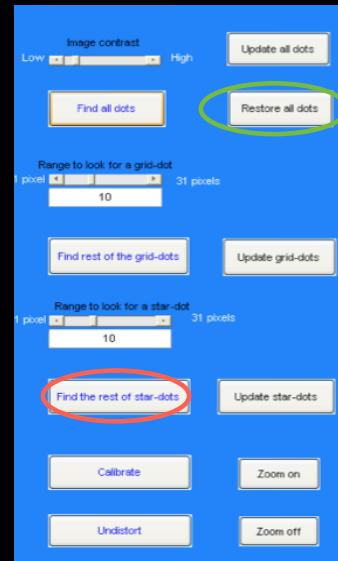 Image contrast
Low High
Update all dots
Find all dots
Restore all dots
Range to look for a grid-dot
1 pixel 31 pixels
10
Find rest of the grid-dots
Update grid-dots
Range to look for a star-dot
1 pixel 31 pixels
10
Find the rest of star-dots
Update star-dots
Calibrate
Zoom on
Undistort
Zoom off